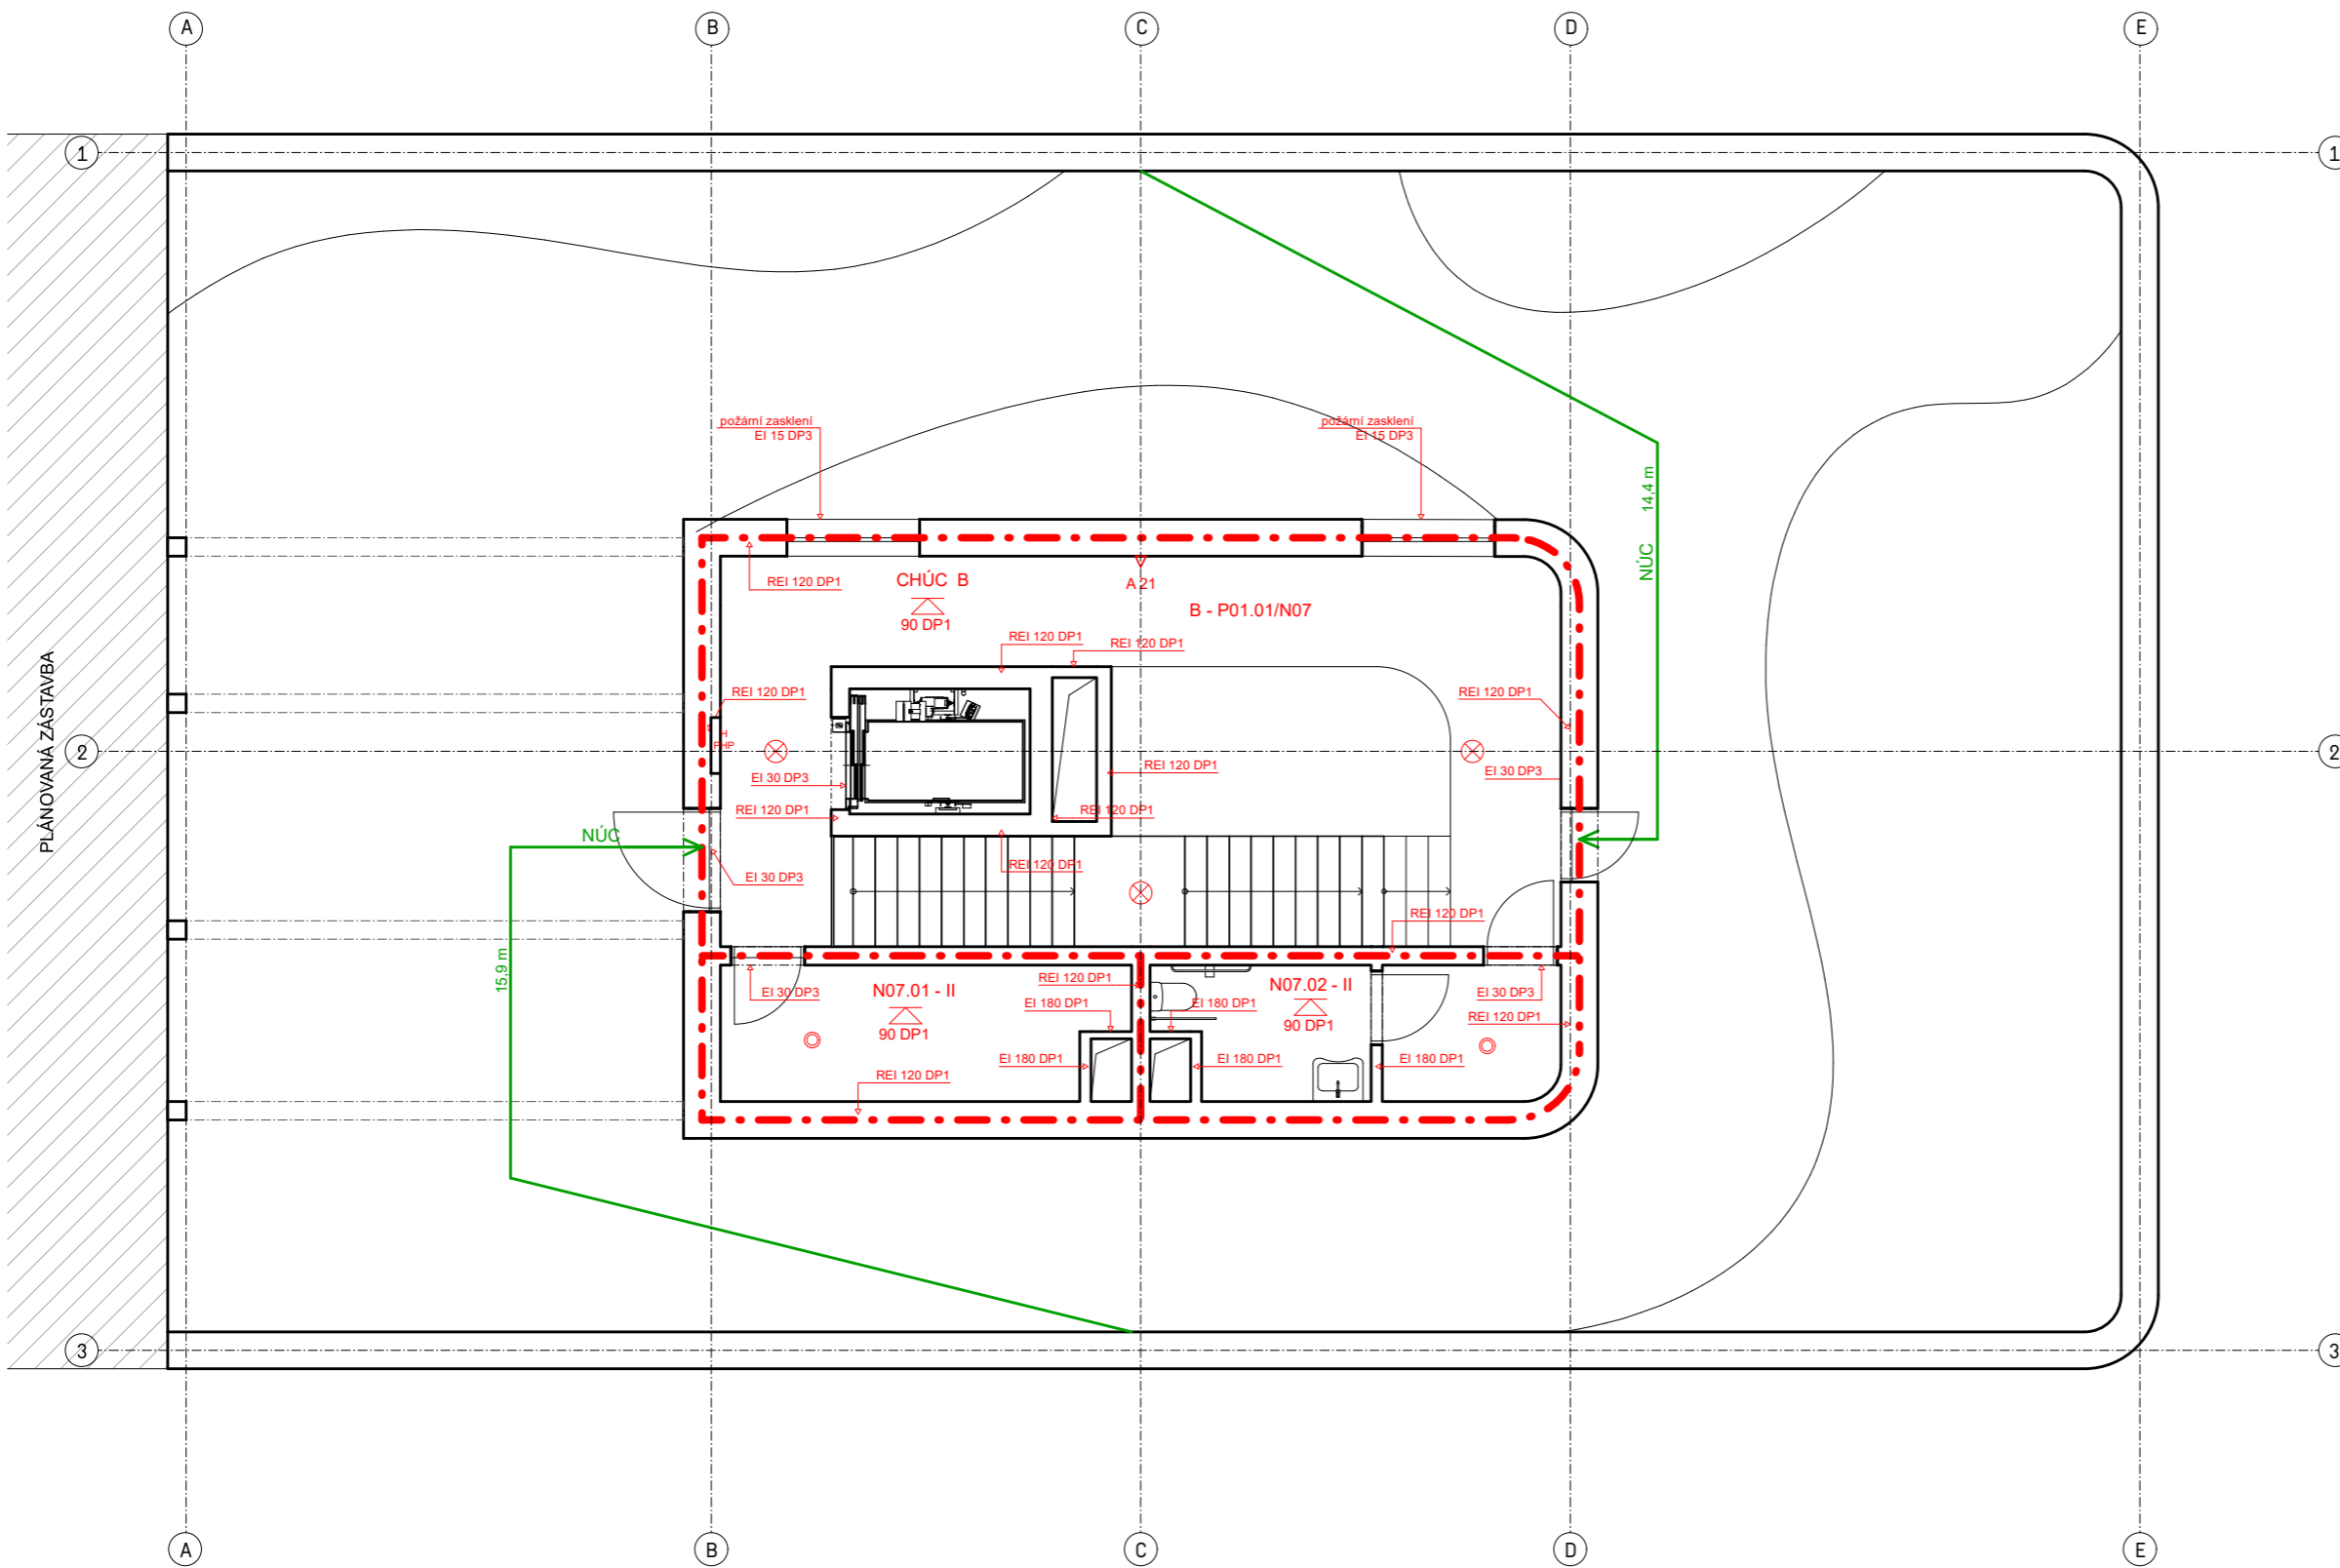 A
B
C
D
E
1
1
požární zasklení
EI 15 DP3
požární zasklení
EI 15 DP3
14,4 m
NÚC
CHÚC B
90 DP1
REI 120 DP1
A 21
B - P01.01/N07
REI 120 DP1
REI 120 DP1
REI 120 DP1
REI 120 DP1
PLÁNOVANÁ ZÁSTAVBA
2
H
PHP
2
EI 30 DP3
REI 120 DP1
EI 30 DP3
REI 120 DP1
REI 120 DP1
NÚC
REI 120 DP1
EI 30 DP3
REI 120 DP1
15,9 m
REI 120 DP1
EI 30 DP3
N07.01 - II
90 DP1
EI 180 DP1
EI 180 DP1
N07.02 - II
90 DP1
EI 30 DP3
REI 120 DP1
EI 180 DP1
EI 180 DP1
EI 180 DP1
REI 120 DP1
3
3
A
B
C
D
E